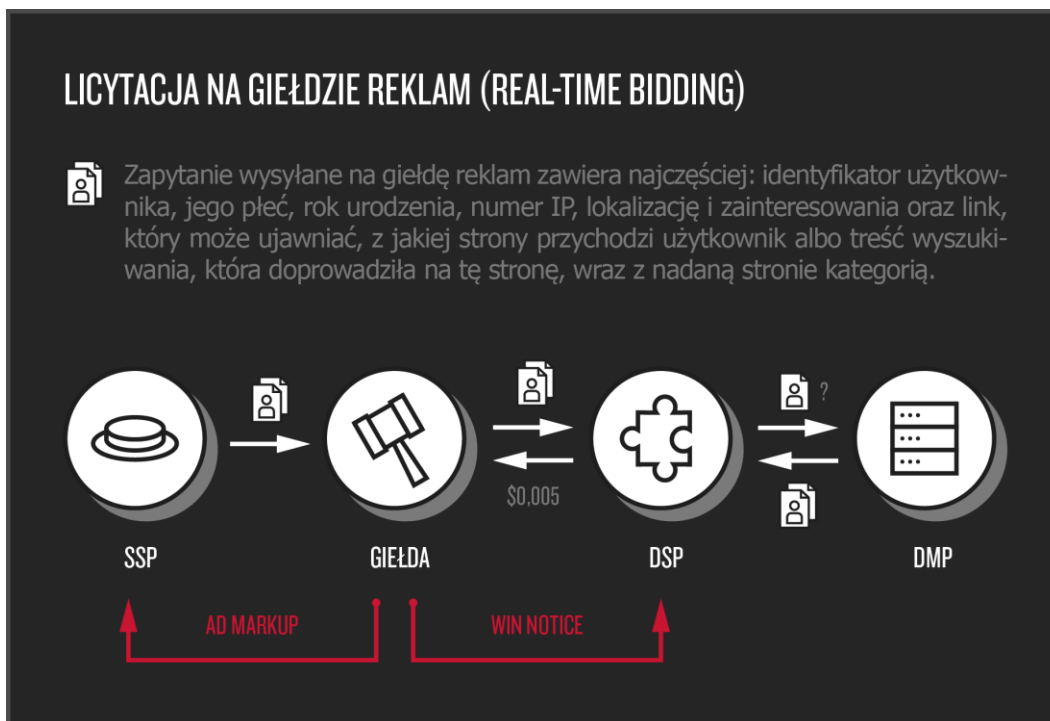 LICYTACJA NA GIEŁDZIE REKLAM (REAL-TIME BIDDING)
Zapytanie wysyłane na giełdę reklam zawiera najczęściej: identyfikator użytkow-
nika, jego płeć, rok urodzenia, numer IP, lokalizację i zainteresowania oraz link,
który może ujawniać, z jakiej strony przychodzi użytkownik albo treść wyszuki-
wania, która doprowadziła na tę stronę, wraz z nadaną stronie kategorią.
?
$0,005
SSP GIEŁDA DSP DMP
AD MARKUP WIN NOTICE